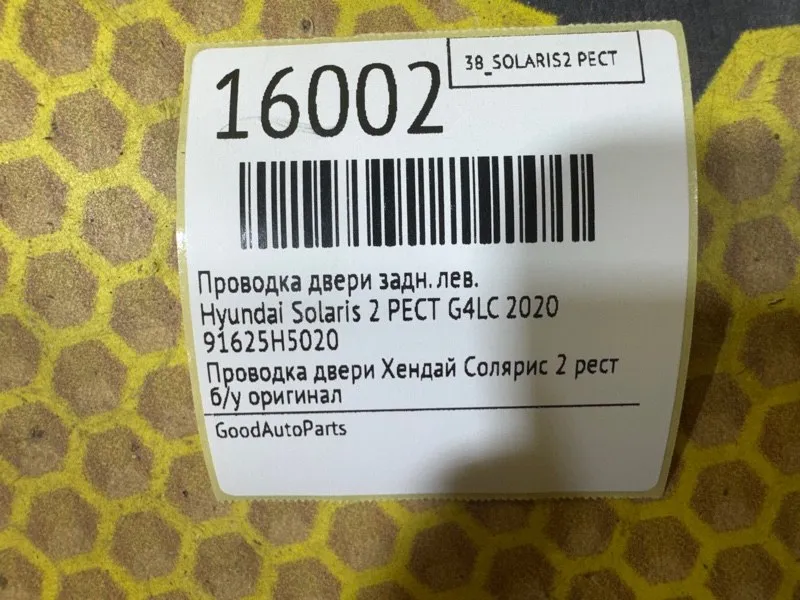 16002
38_SOLARIS2 РЕСТ
Проводка двери задн. лев.
Hyundai Solaris 2 РЕСТ G4LC 2020
91625H5020
Проводка двери Хендай Солярис 2 рест
б/у оригинал
GoodAutoParts